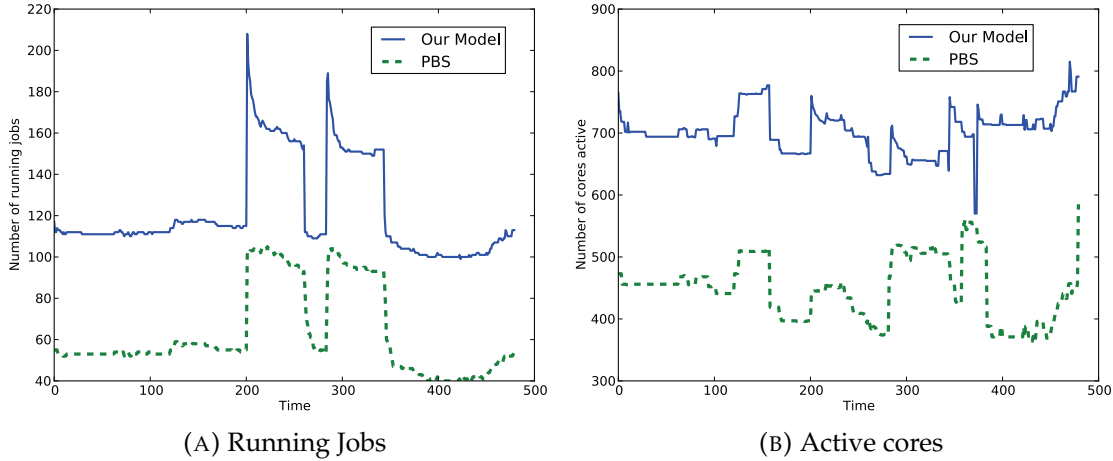 220
200
180
160
140
120
100
80
60
40
0
100
200
300
400
500
Number of running jobs
Time
Our Model
PBS
(A) Running Jobs
900
800
700
600
500
400
300
0
100
200
300
400
500
Number of cores active
Time
Our Model
PBS
(B) Active cores